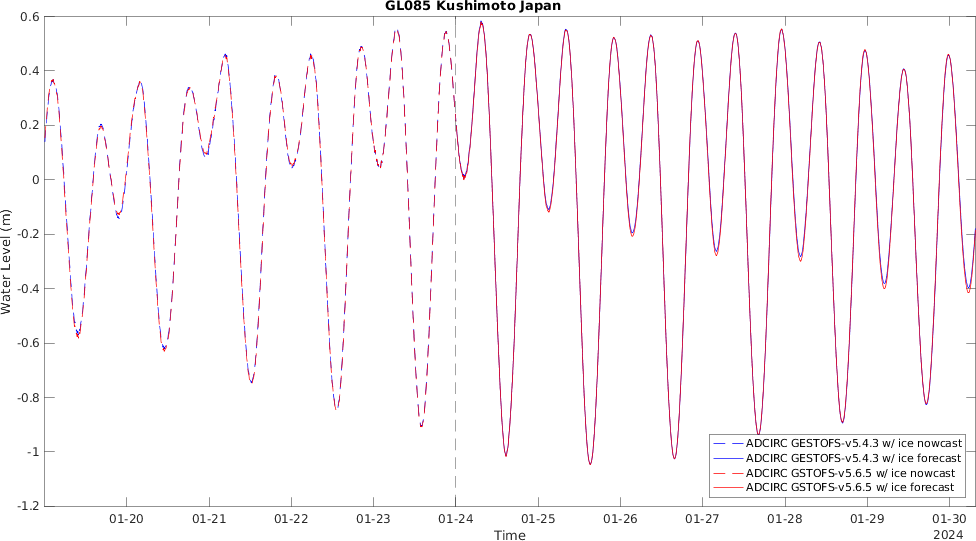 GL085 Kushimoto Japan
0.6
0.4
0.2
0
-0.2
-0.4
-0.6
-0.8
-1
-1.2
Water Level (m)
ADCIRC GESTOFS-v5.4.3 w/ ice nowcast
ADCIRC GESTOFS-v5.4.3 w/ ice forecast
ADCIRC GSTOFS-v5.6.5 w/ ice nowcast
ADCIRC GSTOFS-v5.6.5 w/ ice forecast
01-20 01-21 01-22 01-23 01-24 01-25 01-26 01-27 01-28 01-29 01-30
Time
2024